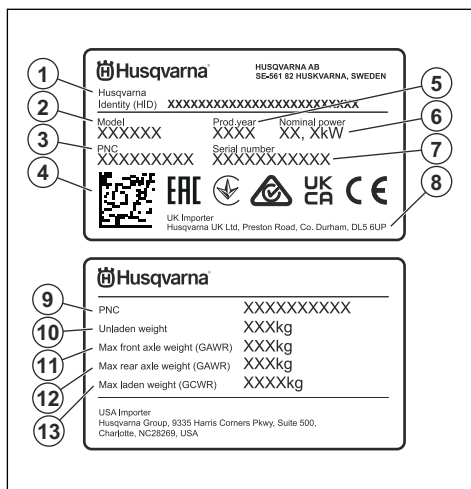 Husqvarna
HUSQVARNA AB
SE-561 82 HUSKVARNA, SWEDEN
1
Husqvarna
Identity (HID) XXXXXXXXXXXXXXXXXXXXXXXXX
5
2
Model Prod.year Nominal power
XXXXXX XXXX XX, XkW
6
3
PNC Serial number
XXXXXXXXX XXXXXXXXXXX
7
4
EAC UK CA CE
8
UK Importer
Husqvarna UK Ltd, Preston Road, Co. Durham, DL5 6UP
Husqvarna
9
PNC XXXXXXXXXX
10
Unladen weight XXXkg
11
Max front axle weight (GAWR) XXXkg
12
Max rear axle weight (GAWR) XXXkg
13
Max laden weight (GCWR) XXXXkg
USA Importer
Husqvarna Group, 9335 Harris Corners Pkwy, Suite 500,
Charlotte, NC28269, USA